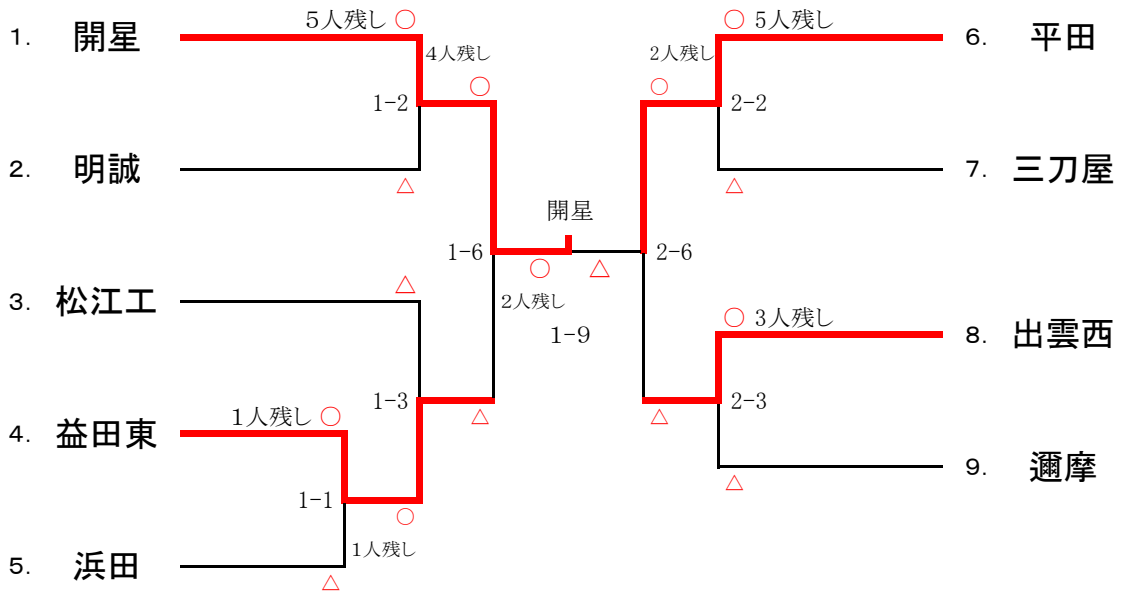 5人残し ○
○ 5人残し
1. 開星
6. 平田
4人残し
2人残し
○
○
1-2
2-2
2. 明誠
7. 三刀屋
△
△
開星
1-6
2-6
○
△
△
3. 松江工
2人残し
○ 3人残し
1-9
8. 出雲西
1-3
2-3
1人残し ○
△
△
4. 益田東
9. 邇摩
△
1-1
○
1人残し
5. 浜田
△